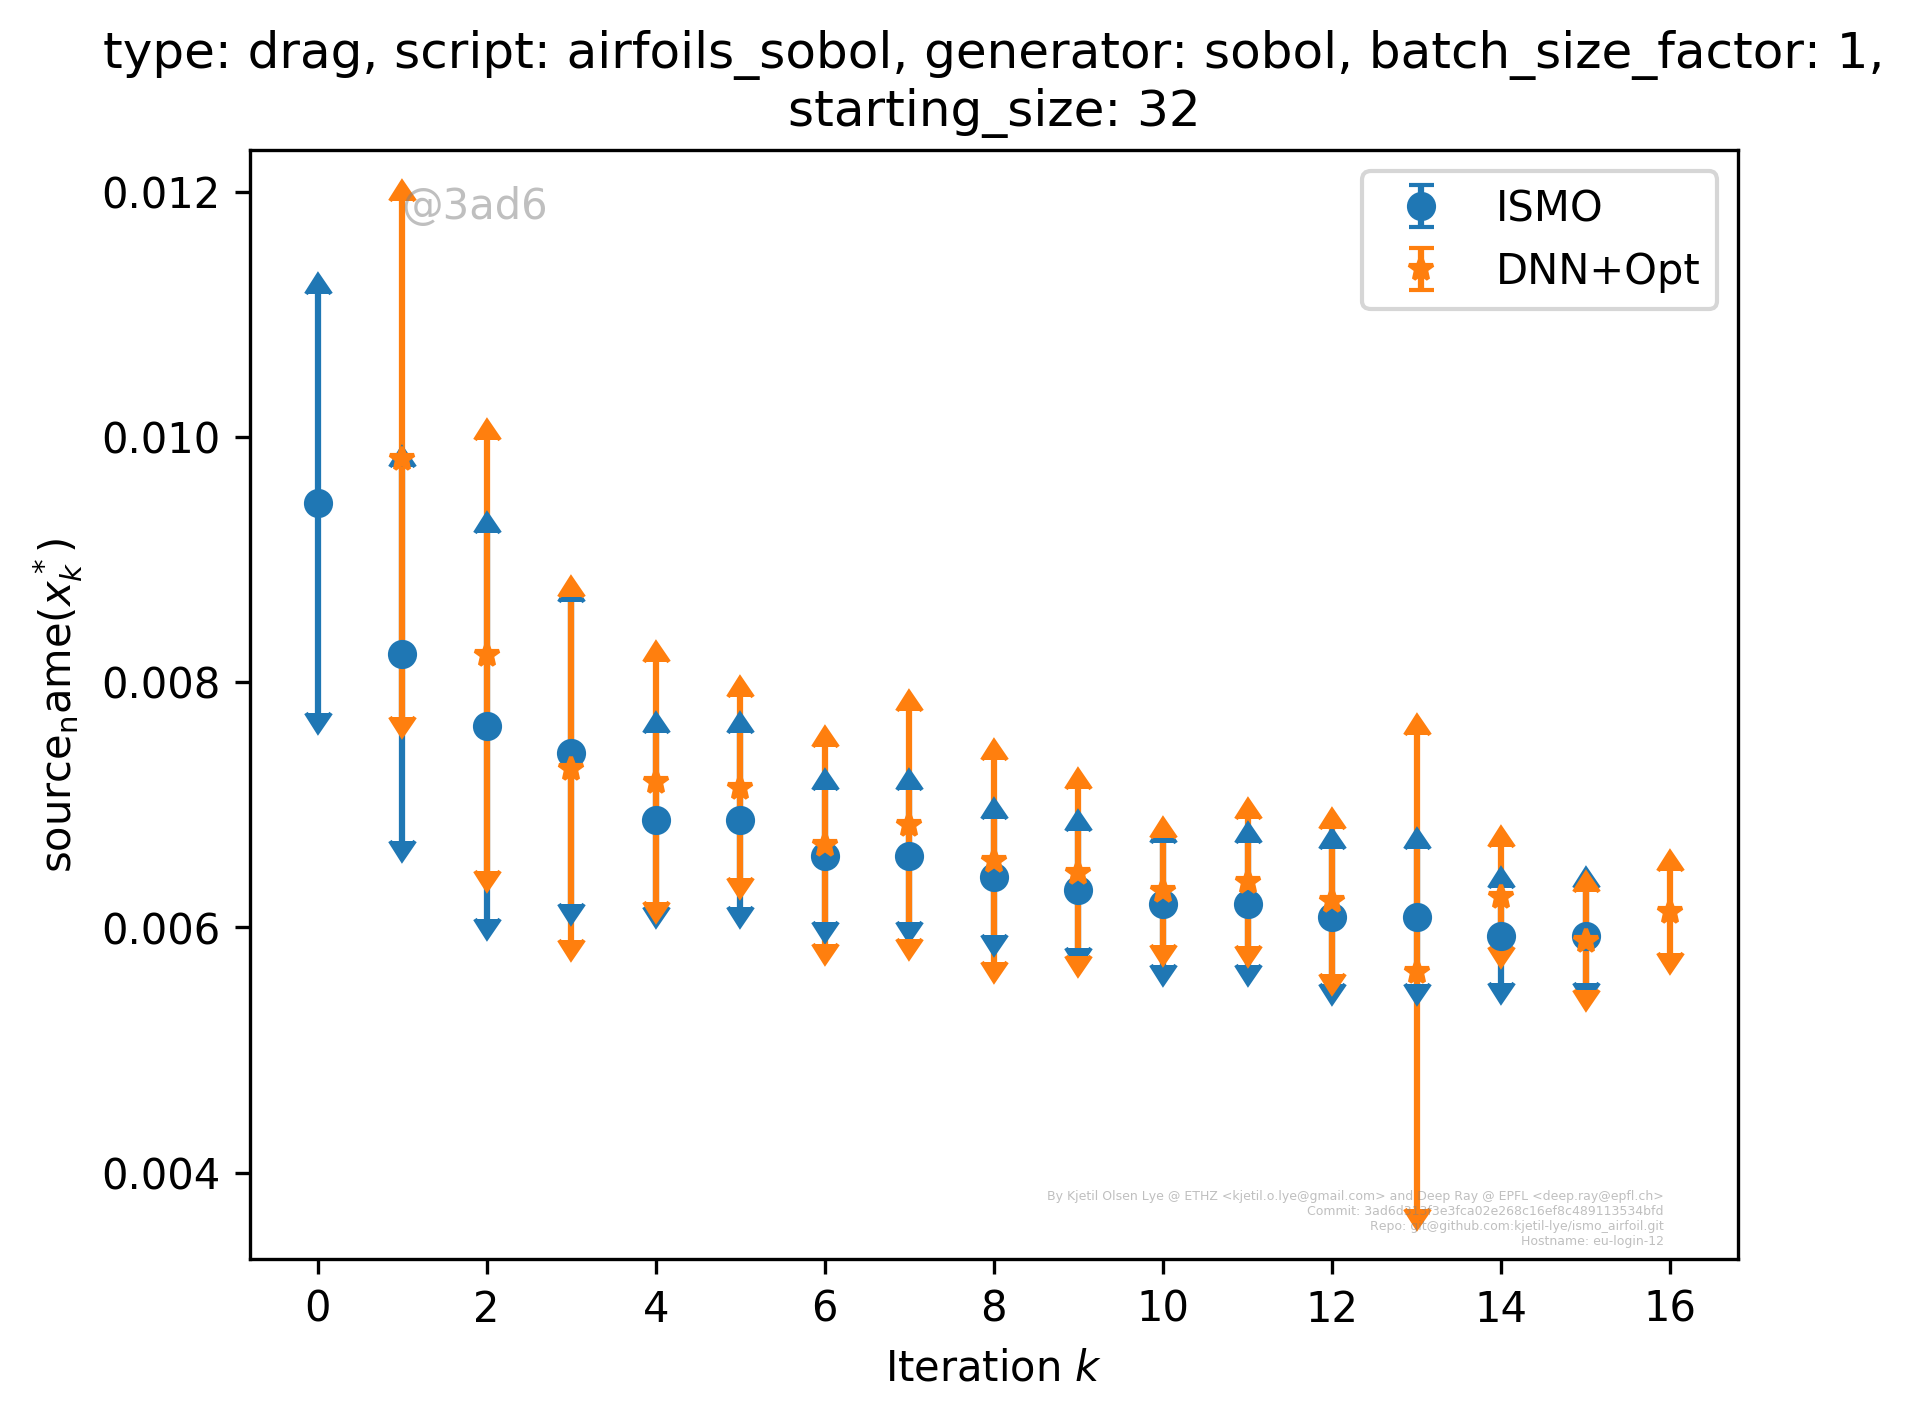 type: drag, script: airfoils_sobol, generator: sobol, batch_size_factor: 1,
starting_size: 32
@3ad6
ISMO
DNN+Opt
0.012
0.010
0.008
0.006
0.004
source_name(x_k^*)
By Kjetil Olsen Lye @ ETHZ <kjetil.o.lye@gmail.com> and Deep Ray @ EPFL <deep.ray@epfl.ch>
Commit:
Repo: git@github.com:kjetil-lye/ismo_airfoil.git
Hostname: eu-login-12
0 2 4 6 8 10 12 14 16
Iteration k